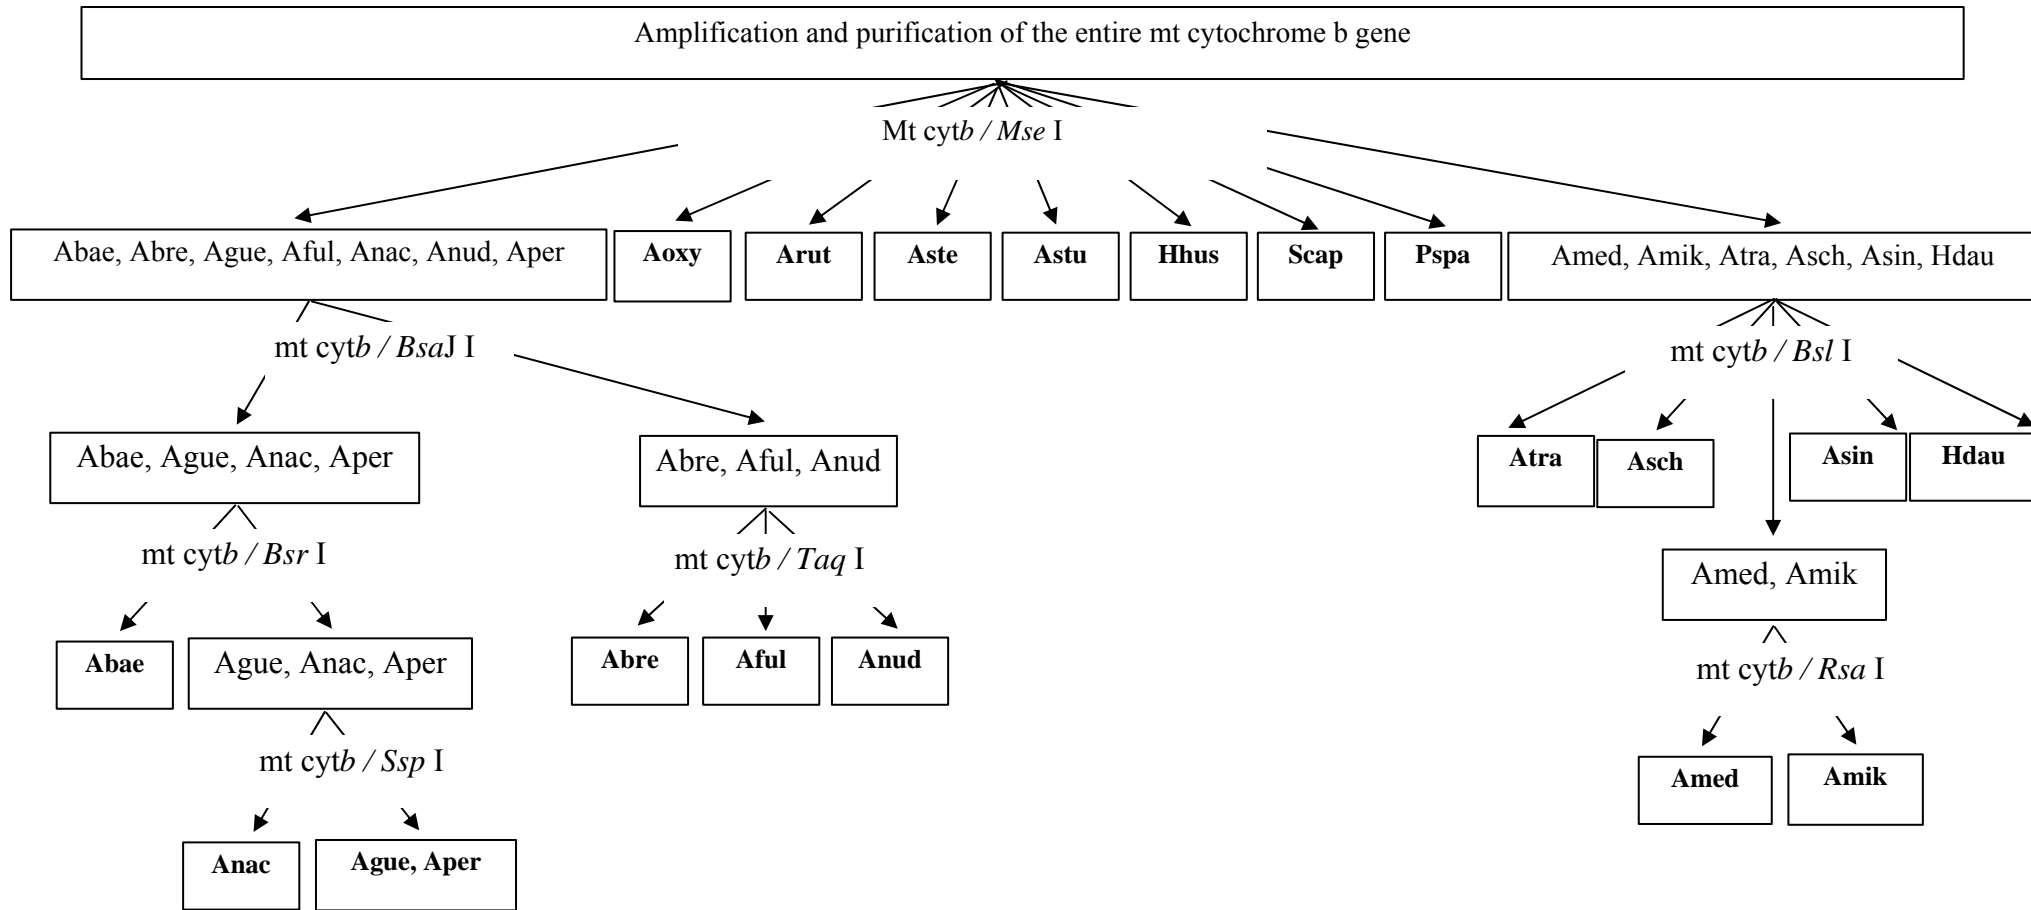 Amplification and purification of the entire mt cytochrome b gene
Mt cytb / Mse I
Abae, Abre, Ague, Aful, Anac, Anud, Aper
Aoxy
Arut
Aste
Astu
Hhus
Scap
Pspa
Amed, Amik, Atra, Asch, Asin, Hdau
mt cytb / BsaJ I
mt cytb / Bsl I
Abae, Ague, Anac, Aper
Abre, Aful, Anud
Atra
Asch
Asin
Hdau
mt cytb / Bsr I
mt cytb / Taq I
Amed, Amik
Abae
Ague, Anac, Aper
Abre
Aful
Anud
mt cytb / Rsa I
mt cytb / Ssp I
Amed
Amik
Anac
Ague, Aper